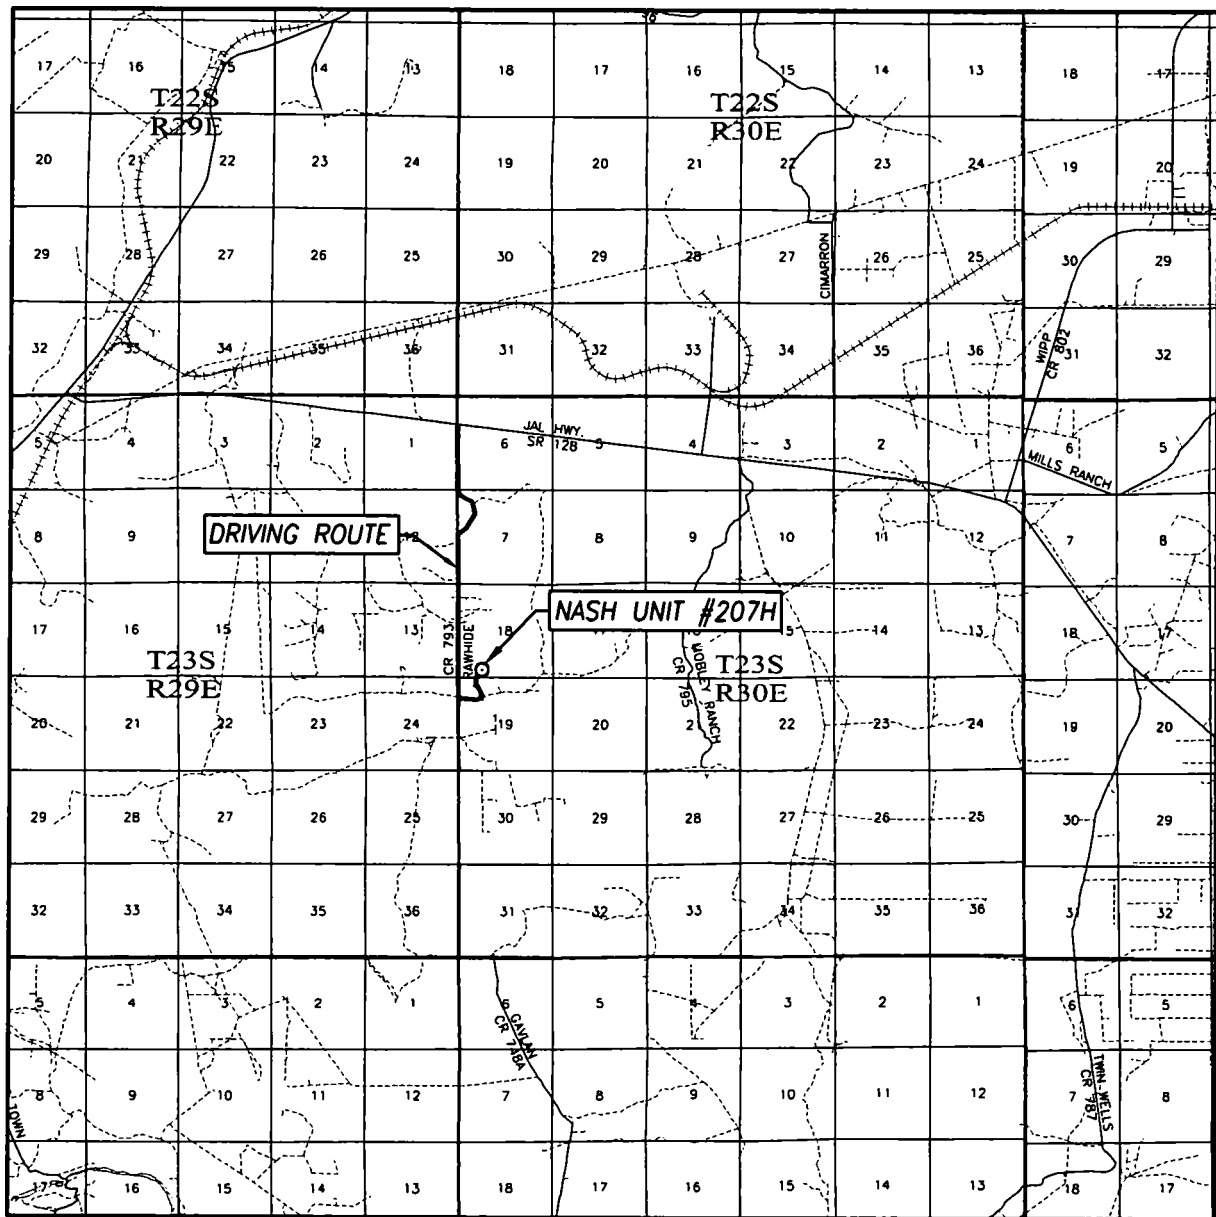 17 16 15 14 13 18 17 16 15 14 13 18 17
T22S
R29E
T22S
R30E
20 21 22 23 24 19 20 21 22 23 24 19 20
29 28 27 26 25 30 29 28 27 26 25 30 29
CIMARRON
32 33 34 35 36 31 32 33 34 35 36 31 32
WIPP
CR 802
JAL HWY.
SR 128
5 4 3 2 1 6 5 4 3 2 1 6 5
MILLS RANCH
8 9 12 7 8 9 10 11 12 7 8
DRIVING ROUTE
NASH UNIT #207H
17 16 15 14 13 18 15 14 13 18 17
CR 793
RAWHIDE
T23S
R29E
MOBLEY RANCH
CR 795
T23S
R30E
20 21 22 23 24 19 20 22 23 24 19 20
29 28 27 26 25 30 29 28 27 26 25 30 29
32 33 34 35 36 31 32 33 34 35 36 31 32
5 4 3 2 1 6 5 4 3 2 1 6 5
GAVLAN
CR 748A
8 9 10 11 12 7 8 9 10 11 12 7 8
TWIN-WELLS
CR 787
TOWN
17 16 15 14 13 18 17 16 15 14 13 18 17